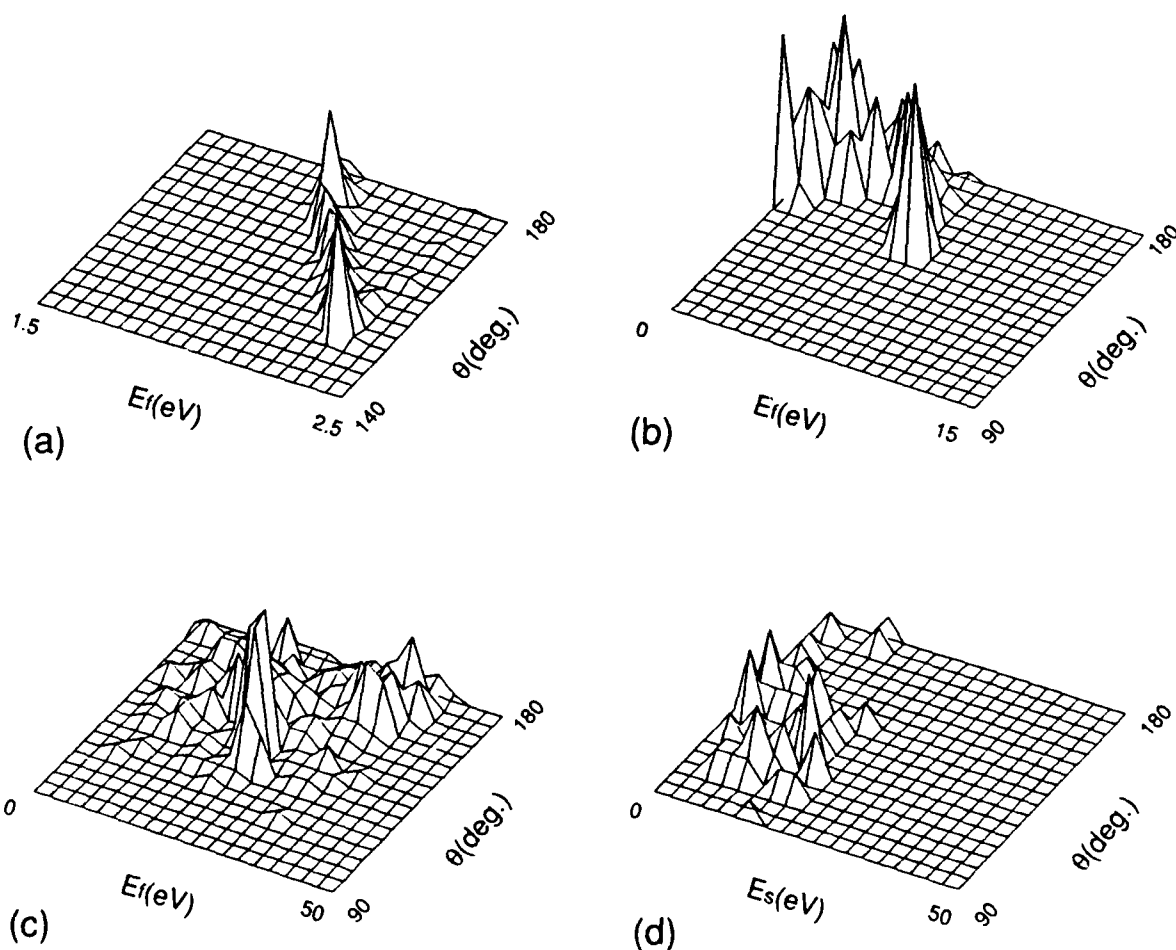 180
θ(deg.)
1.5
Ef(eV)
2.5 140
(a)
180
θ(deg.)
0
Ef(eV)
15 90
(b)
180
θ(deg.)
0
Ef(eV)
50 90
(c)
180
θ(deg.)
0
Es(eV)
50 90
(d)